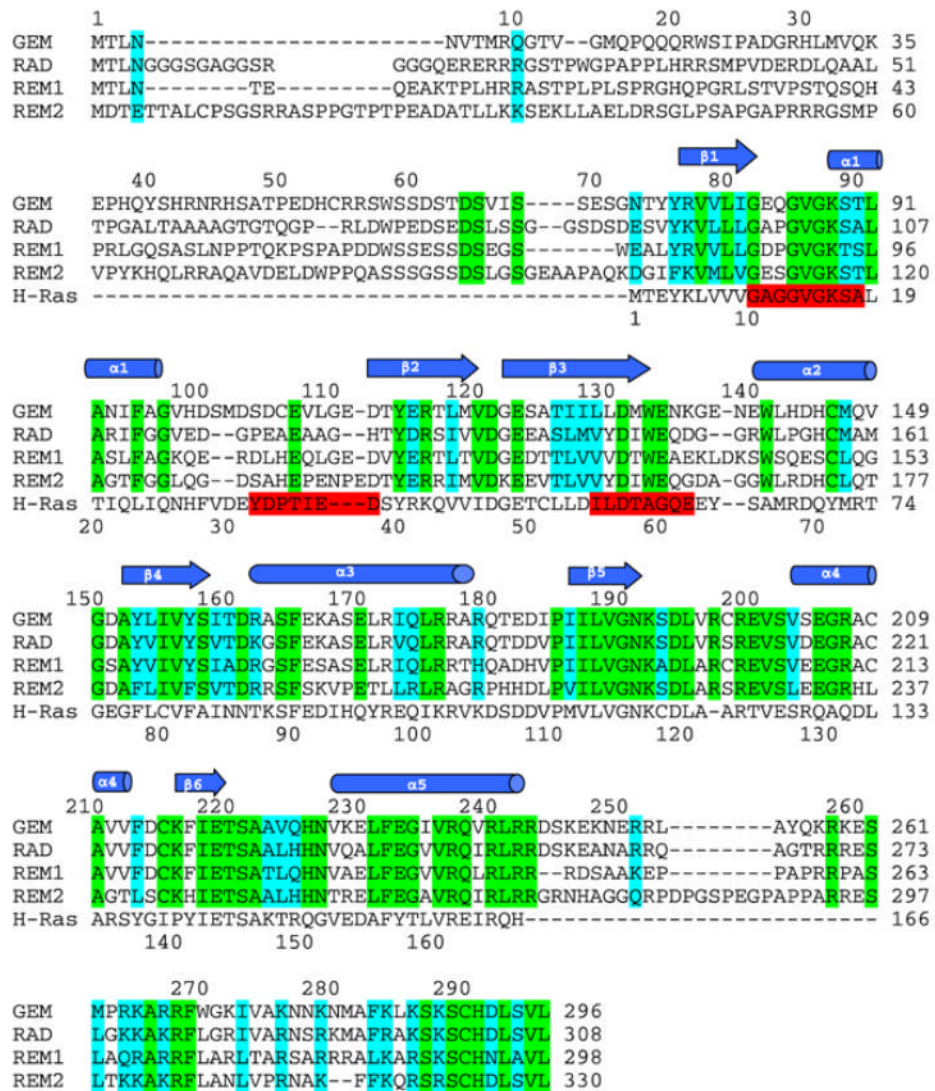 1 10 20 30
GEM MTLN-----------------------NVTMRQGTV--GMQPQQQRWSIPADGRHLMVQK 35
RAD MTLNGGGSGAGGSR GGGQERERRRGSTPWGPAPPLHRRSMPVDERDLQAAL 51
REM1 MTLN--------TE---------QEAKTPLHRRASTPLPLSPRGHQPGRLSTVPSTQSQH 43
REM2 MDTETTALCPSGSRRASPPGTPTPEADATLLKKSEKLLAELDRSGLPSAPGAPRRRGSMP 60
β1 α1
40 50 60 70 80 90
GEM EPHQYSHRNRHSATPEDHCRRSWSSDSTDSVIS----SESGNTYYRVVLIGEQGVGKSTL 91
RAD TPGALTAAAAGTGTQGP--RLDWPEDSEDSLSSG--GSDSDESVYKVLLLGAPGVGKSAL 107
REM1 PRLGQSASLNPPTQKPSPAPDDWSSESSDSEGS-------WEALYRVVLLGDPGVGKTSL 96
REM2 VPYKHQLRRAQAVDELDWPPQASSSGSSDSLGSGEAAPAQKDGIFKVMLVGESGVGKSTL 120
H-Ras -----------------------------------------MTEYKLVVVGAGGVGKSAL 19
1 10
α1 β2 β3 α2
100 110 120 130 140
GEM ANIFAGVHDSMDSDCEVLGE-DTYERTLMVDGESATIILLDMWENKGE-NEWLHDHCMQV 149
RAD ARIFGGVED--GPEAEAAG--HTYDRSIVVDGEEASLMVYDIWEQDG--GRWLPGHCMAM 161
REM1 ASLFAGKQE--RDLHEQLGE-DVYERTLTVDGEDTTLVVVDTWEAEKLDKSWSQESCLQG 153
REM2 AGTFGGLQG--DSAHEPENPEDTYERRIMVDKEEVTLVVYDIWEQGDA-GGWLRDHCLQT 177
H-Ras TIQLIQNHFVDEYDPTIE---DSYRKQVVIDGETCLLDILDTAGQEEY--SAMRDQYMRT 74
20 30 40 50 60 70
β4 α3 β5 α4
150 160 170 180 190 200
GEM GDAYLIVYSITDRASFEKASELRIQLRRARQTEDIPIILVGNKSDLVRCREVSVSEGRAC 209
RAD GDAYVIVYSVTDKGSFEKASELRVQLRRARQTDDVPIILVGNKSDLVRSREVSVDEGRAC 221
REM1 GSAYVIVYSIADRGSFESASELRIQLRRTHQADHVPIILVGNKADLARCREVSVEEGRAC 213
REM2 GDAFLIVFSVTDRRSFSKVPETLLRLRAGRPHHDLPVILVGNKSDLARSREVSLEEGRHL 237
H-Ras GEGFLCVFAINNTKSFEDIHQYREQIKRVKDSDDVPMVLVGNKCDLA-ARTVESRQAQDL 133
80 90 100 110 120 130
α4 β6 α5
210 220 230 240 252 262
GEM AVVFDCKFIETSAAVQHNVKELFEGIVRQVRLRRDSKEKNERRL--------AYQKRKES 261
RAD AVVFDCKFIETSAALHHNVQALFEGVVRQIRLRRDSKEANARRQ--------AGTRRRES 273
REM1 AVVFDCKFIETSATLQHNVAELFEGVVRQLRLRR--RDSAAKEP--------PAPRRPAS 263
REM2 AGTLSCKHIETSAALHHNTRELFEGAVRQIRLRRGRNHAGGQRPDPGSPEGPAPPARRES 297
H-Ras ARSYGIPYIETSAKTRQGVEDAFYTLVREIRQH--------------------------- 166
140 150 160
270 280 290
GEM MPRKARRFWGKIVAKNNKNMAFKLKSKSCHDLSVL 296
RAD LGKKAKRFLGRIVARNSRKMAFRAKSKSCHDLSVL 308
REM1 LAQRARRFLARLTARSARRRALKARSKSCHNLAVL 298
REM2 LTKKAKRFLANLVPRNAK--FFKQRSRSCHDLSVL 330